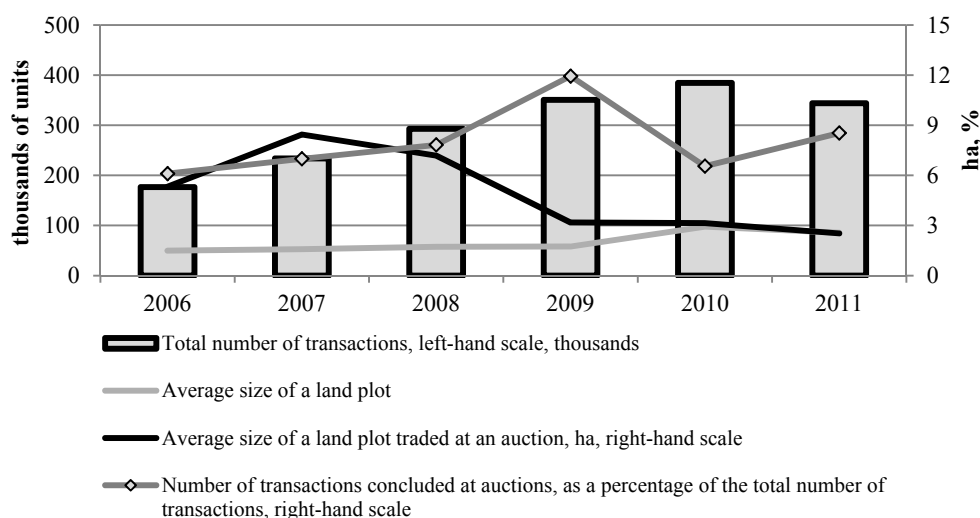 500
400
300
200
100
0
thousands of units
15
12
9
6
3
0
ha, %
2006 2007 2008 2009 2010 2011
Total number of transactions, left-hand scale, thousands
Average size of a land plot
Average size of a land plot traded at an auction, ha, right-hand scale
Number of transactions concluded at auctions, as a percentage of the total number of
transactions, right-hand scale